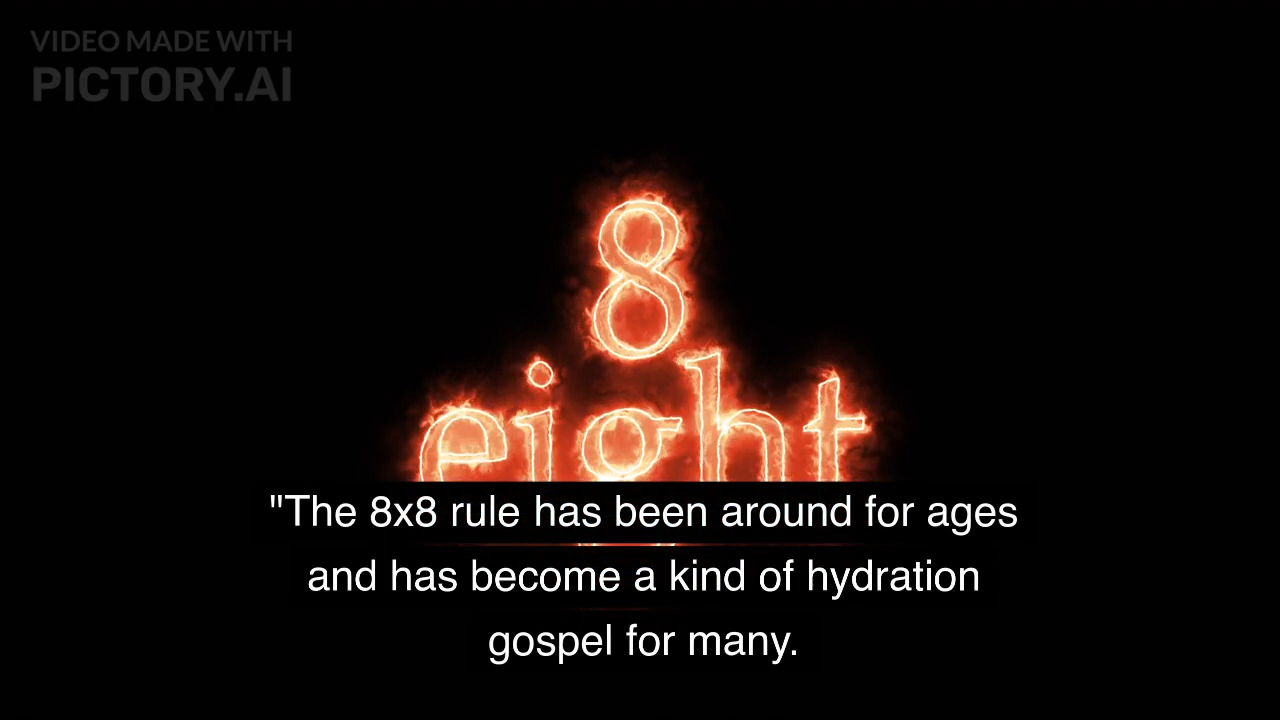 VIDEO MADE WITH
PICTORY.AI
8
eight
"The 8x8 rule has been around for ages
and has become a kind of hydration
gospel for many.